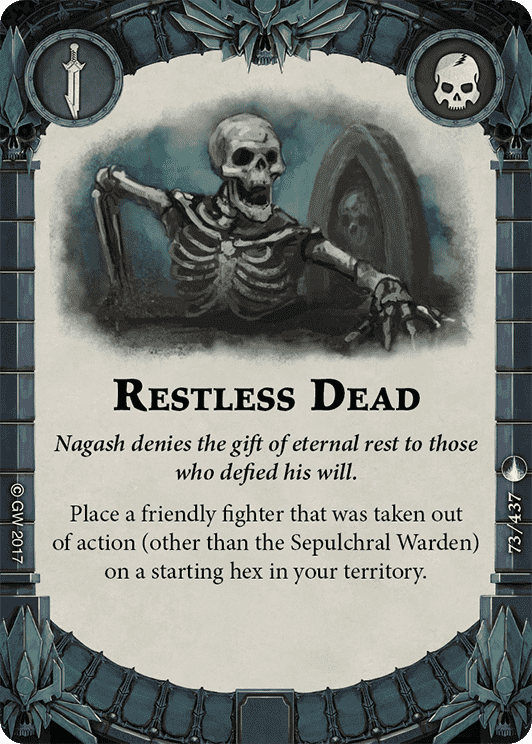 RESTLESS DEAD
Nagash denies the gift of eternal rest to those
who defied his will.
Place a friendly fighter that was taken out
of action (other than the Sepulchral Warden)
on a starting hex in your territory.
© GW 2017
73/437